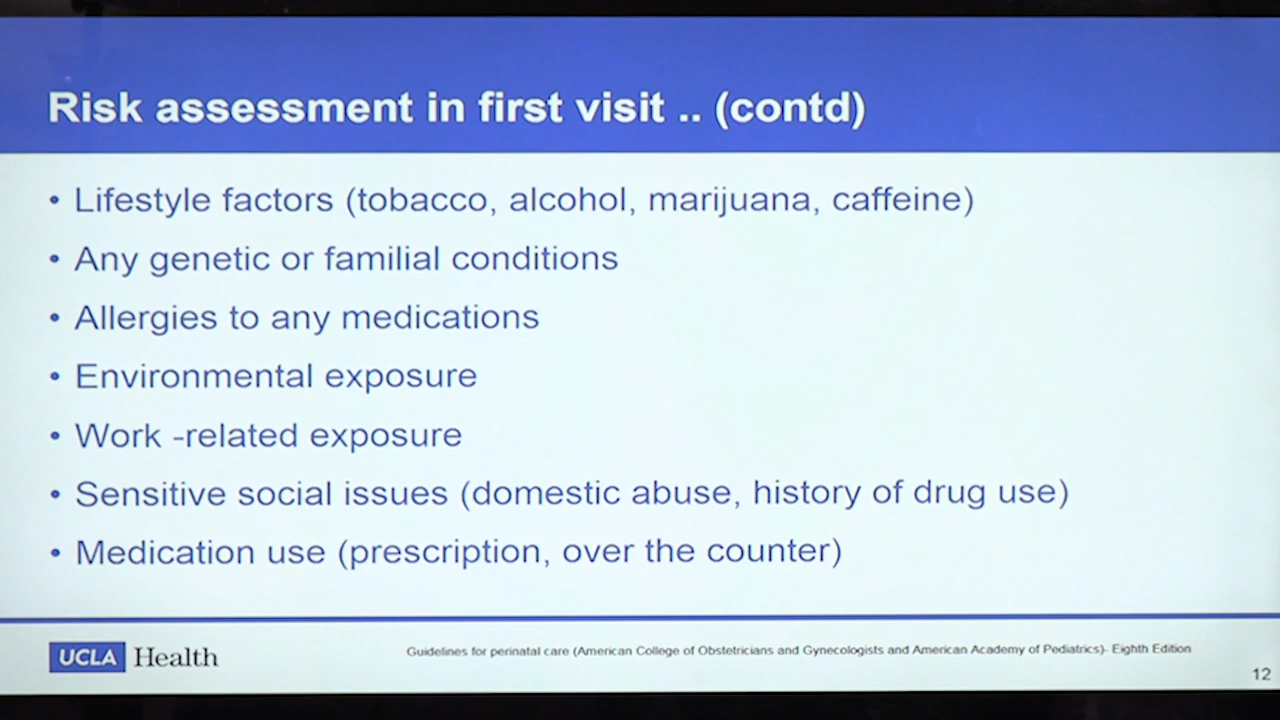 Risk assessment in first visit .. (contd)
• Lifestyle factors (tobacco, alcohol, marijuana, caffeine)
• Any genetic or familial conditions
• Allergies to any medications
• Environmental exposure
• Work -related exposure
• Sensitive social issues (domestic abuse, history of drug use)
• Medication use (prescription, over the counter)
UCLA Health
Guidelines for perinatal care (American College of Obstetricians and Gynecologists and American Academy of Pediatrics)- Eighth Edition
12